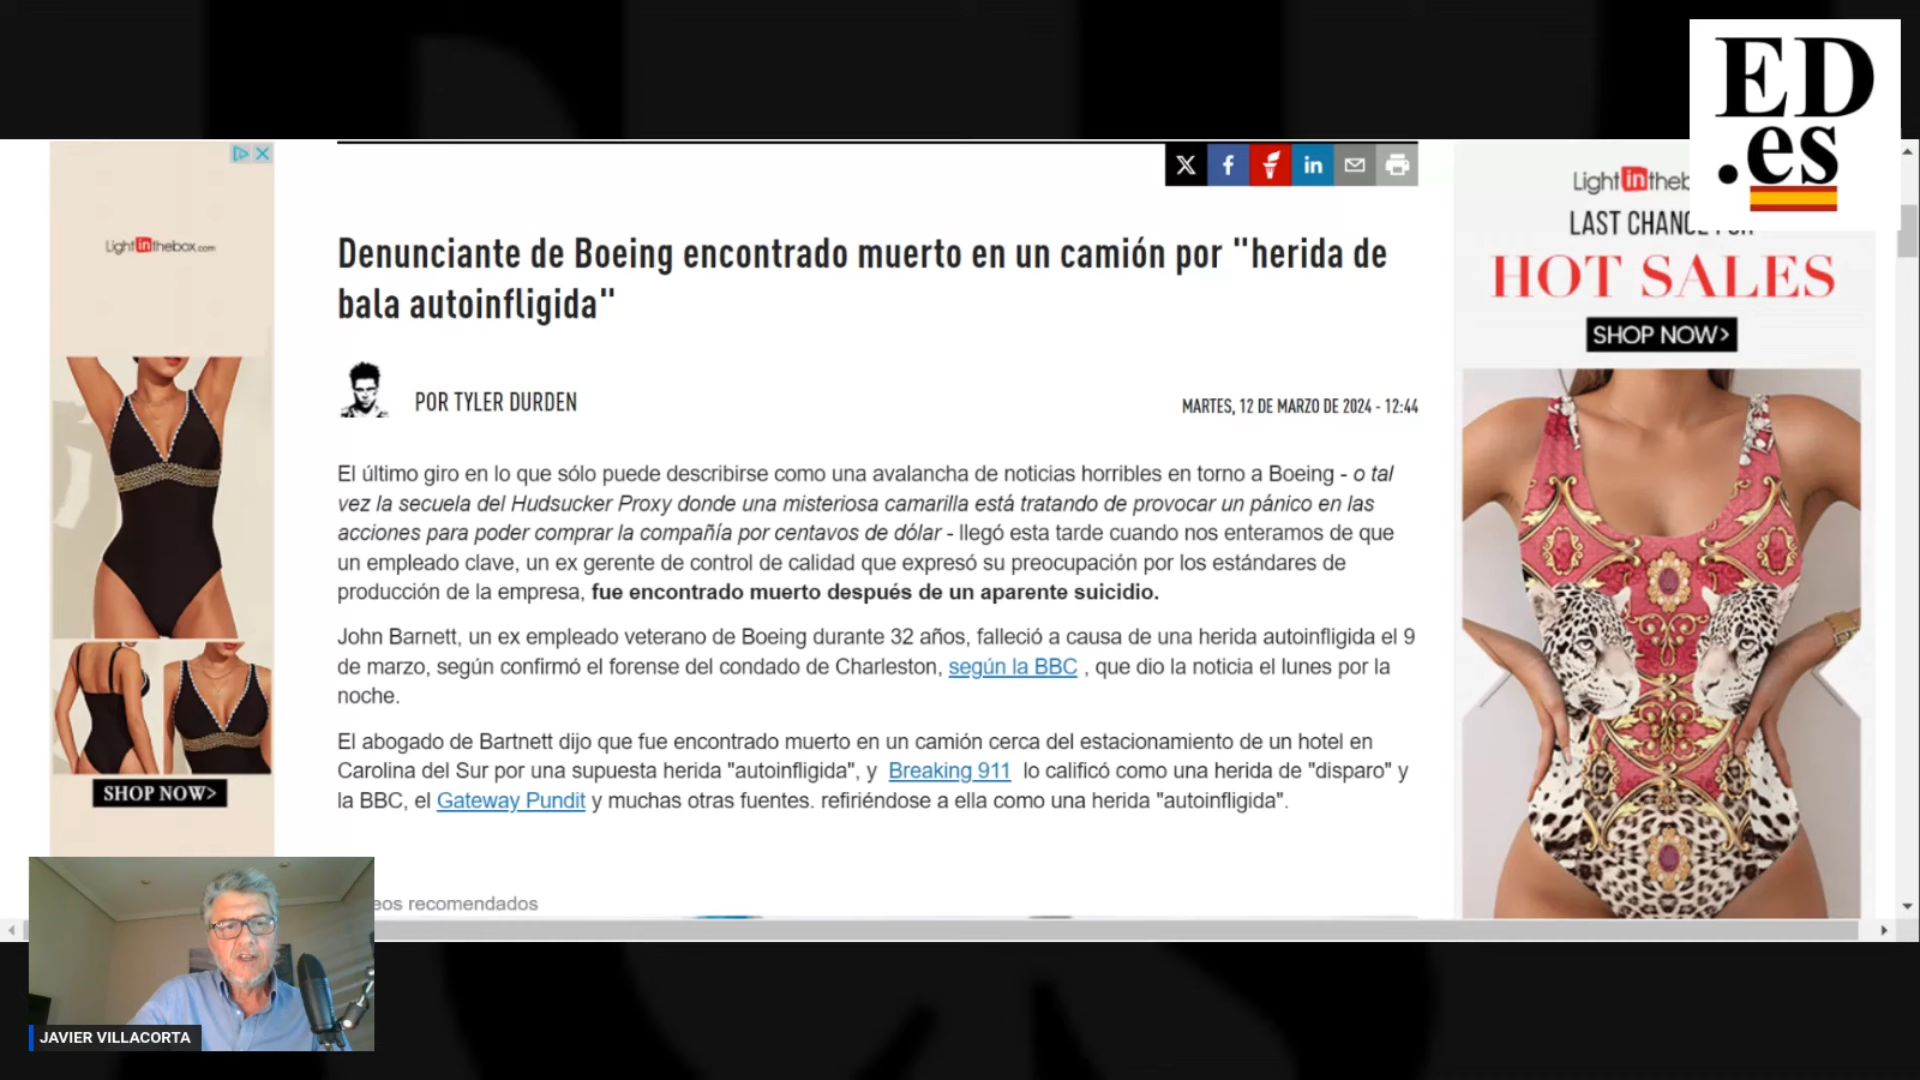 ED
.es
Lightinthebox.com
SHOP NOW>
f
in
Denunciante de Boeing encontrado muerto en un camión por "herida de
bala autoinfligida"
POR TYLER DURDEN
MARTES, 12 DE MARZO DE 2024 - 12:44
El último giro en lo que sólo puede describirse como una avalancha de noticias horribles en torno a Boeing - o tal
vez la secuela del Hudsucker Proxy donde una misteriosa camarilla está tratando de provocar un pánico en las
acciones para poder comprar la compañía por centavos de dólar - llegó esta tarde cuando nos enteramos de que
un empleado clave, un ex gerente de control de calidad que expresó su preocupación por los estándares de
producción de la empresa, fue encontrado muerto después de un aparente suicidio.
John Barnett, un ex empleado veterano de Boeing durante 32 años, falleció a causa de una herida autoinfligida el 9
de marzo, según confirmó el forense del condado de Charleston, según la BBC , que dio la noticia el lunes por la
noche.
El abogado de Bartnett dijo que fue encontrado muerto en un camión cerca del estacionamiento de un hotel en
Carolina del Sur por una supuesta herida "autoinfligida", y Breaking 911 lo calificó como una herida de "disparo" y
la BBC, el Gateway Pundit y muchas otras fuentes. refiriéndose a ella como una herida "autoinfligida".
eos recomendados
Lightintheb
LAST CHANC
HOT SALES
SHOP NOW>
JAVIER VILLACORTA